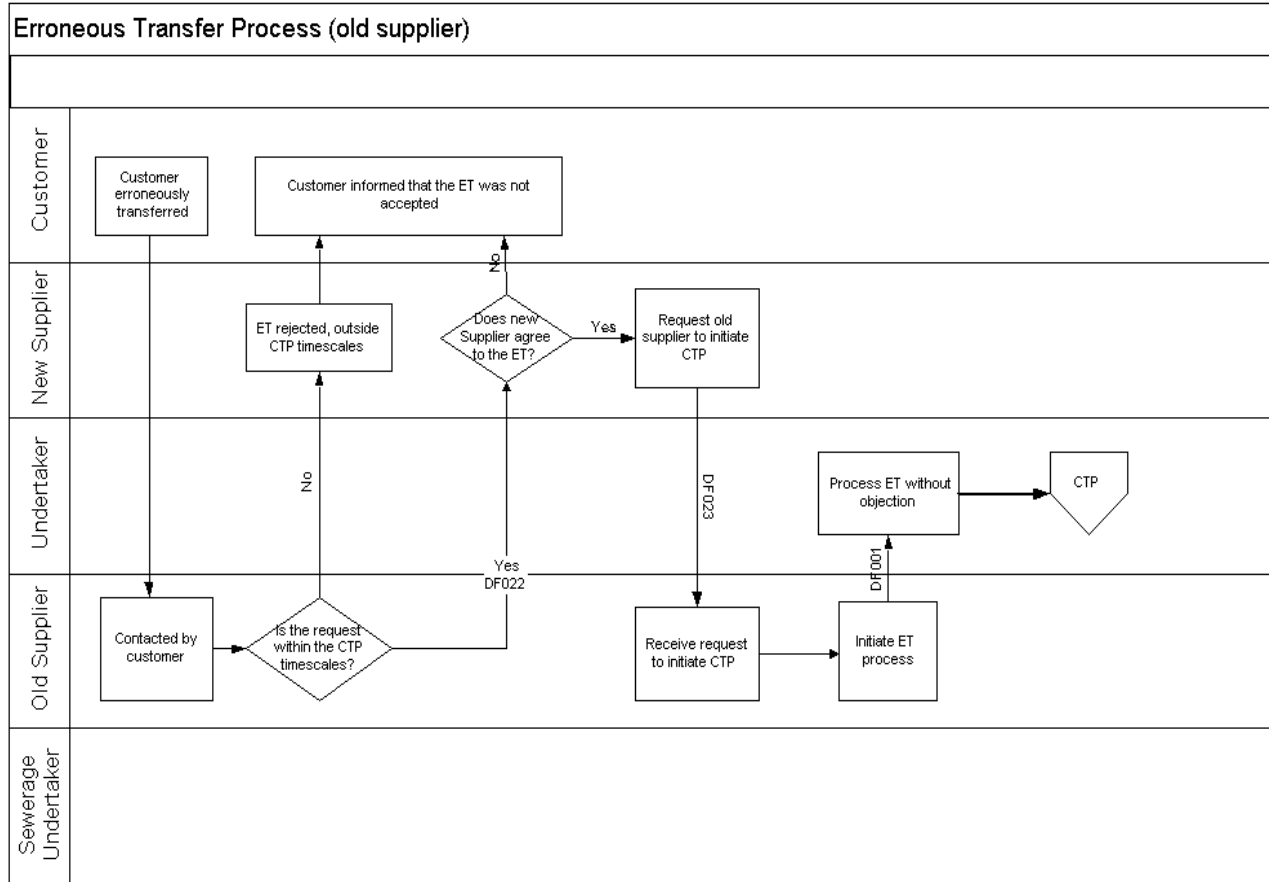 Erroneous Transfer Process (old supplier)
Customer
Customer
erroneously
transferred
Customer informed that the ET was not
accepted
No
New Supplier
ET rejected, outside
CTP timescales
Does new
Supplier agree
to the ET?
Yes
Request old
supplier to initiate
CTP
Undertaker
No
DF023
Process ET without
objection
CTP
Yes
DF022
DF001
Old Supplier
Contacted by
customer
Is the request
within the CTP
timescales?
Receive request
to initiate CTP
Initiate ET
process
Sewerage
Undertaker